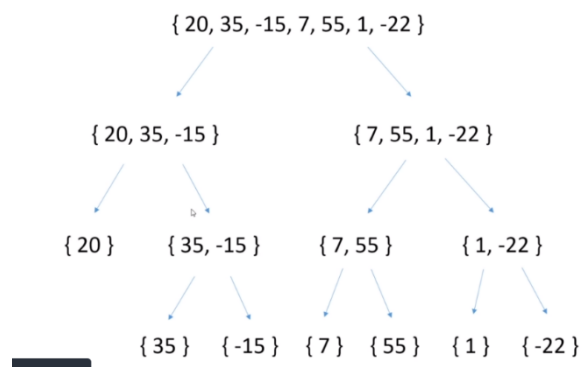 { 20, 35, -15, 7, 55, 1, -22 }
{ 20, 35, -15 } { 7, 55, 1, -22 }
{ 20 } { 35, -15 } { 7, 55 } { 1, -22 }
{ 35 } { -15 } { 7 } { 55 } { 1 } { -22 }